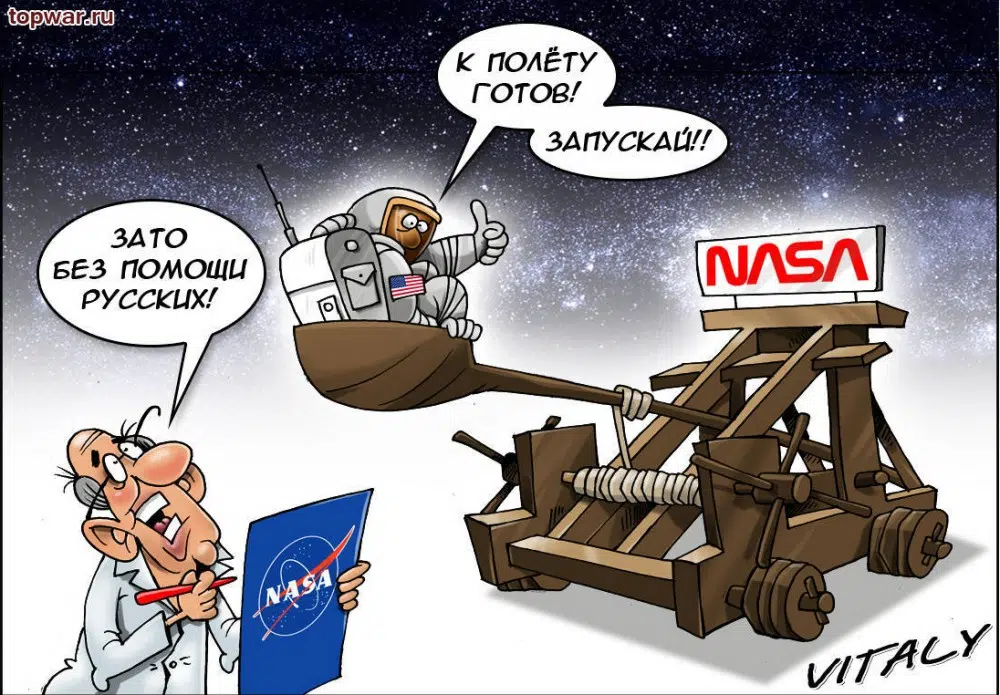 topwar.ru
К ПОЛЁТУ
ГОТОВ!
ЗАПУСКАЙ!!
ЗАТО
БЕЗ ПОМОЩИ
РУССКИХ!
NASA
NASA
VITALY